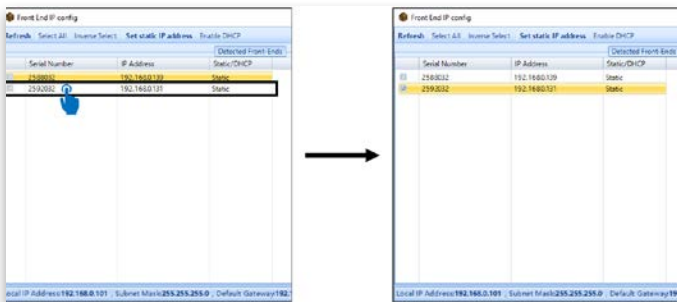 Front End IP config
Refresh Select All Inverse Select Set static IP address Enable DHCP
Detected Front-Ends
Serial Number IP Address Static/DHCP
2588032 192.168.0.139 Static
2592032 192.168.0.131 Static
Local IP Address:192.168.0.101 , Subnet Mask:255.255.255.0 , Default Gateway:192.
Front End IP config
Refresh Select All Inverse Select Set static IP address Enable DHCP
Detected Front-Ends
Serial Number IP Address Static/DHCP
2588032 192.168.0.139 Static
2592032 192.168.0.131 Static
Local IP Address:192.168.0.101 , Subnet Mask:255.255.255.0 , Default Gateway:19